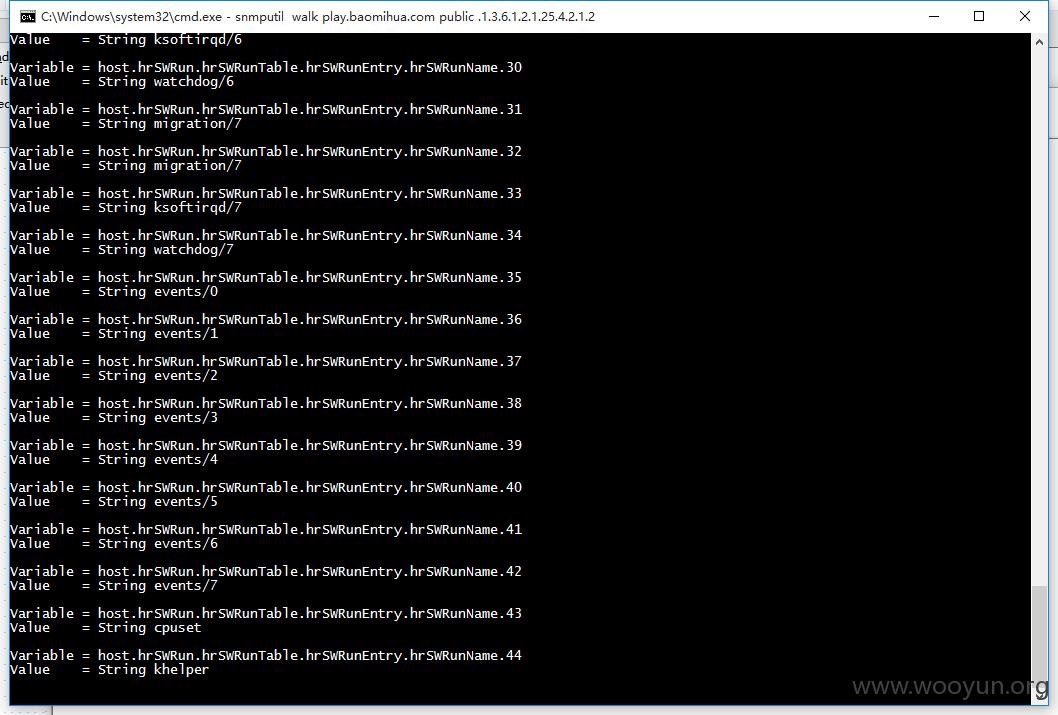 C:\Windows\system32\cmd.exe - snmputil  walk play.baomihua.com public .1.3.6.1.2.1.25.4.2.1.2
Value    = String ksoftirqd/6
Variable = host.hrSWRun.hrSWRunTable.hrSWRunEntry.hrSWRunName.30
Value    = String watchdog/6
Variable = host.hrSWRun.hrSWRunTable.hrSWRunEntry.hrSWRunName.31
Value    = String migration/7
Variable = host.hrSWRun.hrSWRunTable.hrSWRunEntry.hrSWRunName.32
Value    = String migration/7
Variable = host.hrSWRun.hrSWRunTable.hrSWRunEntry.hrSWRunName.33
Value    = String ksoftirqd/7
Variable = host.hrSWRun.hrSWRunTable.hrSWRunEntry.hrSWRunName.34
Value    = String watchdog/7
Variable = host.hrSWRun.hrSWRunTable.hrSWRunEntry.hrSWRunName.35
Value    = String events/0
Variable = host.hrSWRun.hrSWRunTable.hrSWRunEntry.hrSWRunName.36
Value    = String events/1
Variable = host.hrSWRun.hrSWRunTable.hrSWRunEntry.hrSWRunName.37
Value    = String events/2
Variable = host.hrSWRun.hrSWRunTable.hrSWRunEntry.hrSWRunName.38
Value    = String events/3
Variable = host.hrSWRun.hrSWRunTable.hrSWRunEntry.hrSWRunName.39
Value    = String events/4
Variable = host.hrSWRun.hrSWRunTable.hrSWRunEntry.hrSWRunName.40
Value    = String events/5
Variable = host.hrSWRun.hrSWRunTable.hrSWRunEntry.hrSWRunName.41
Value    = String events/6
Variable = host.hrSWRun.hrSWRunTable.hrSWRunEntry.hrSWRunName.42
Value    = String events/7
Variable = host.hrSWRun.hrSWRunTable.hrSWRunEntry.hrSWRunName.43
Value    = String cpuset
Variable = host.hrSWRun.hrSWRunTable.hrSWRunEntry.hrSWRunName.44
Value    = String khelper
www.wooyun.org